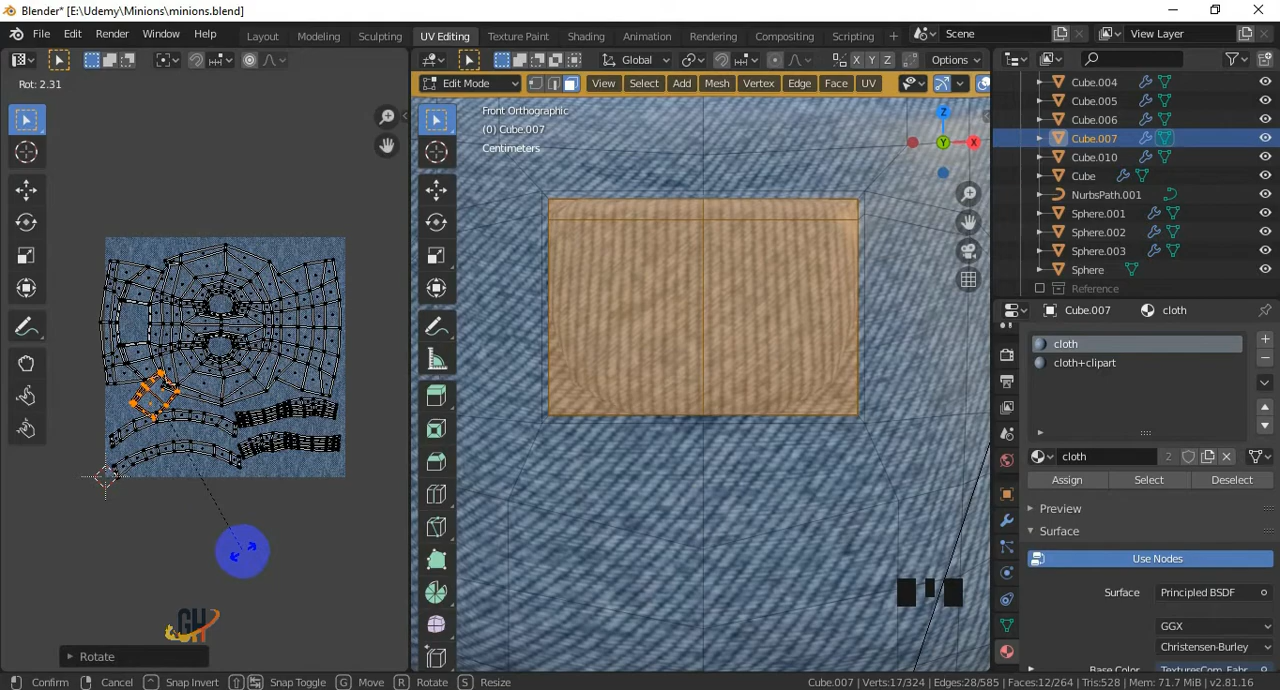 Blender* [E:\Udemy\Minions\minions.blend]
File Edit Render Window Help Layout Modeling Sculpting UV Editing Texture Paint Shading Animation Rendering Compositing Scripting + Scene View Layer
Global X Y Z Options
Rot: 2.31
Edit Mode View Select Add Mesh Vertex Edge Face UV
Front Orthographic
(0) Cube.007
Centimeters
Z
X
Y
Cube.004
Cube.005
Cube.006
Cube.007
Cube.010
Cube
NurbsPath.001
Sphere.001
Sphere.002
Sphere.003
Sphere
Reference
Cube.007 cloth
cloth
cloth+clipart
cloth 2
Assign Select Deselect
Preview
Surface
Use Nodes
Surface Principled BSDF
GGX
Christensen-Burley
Base Color TexturesCom_Fabr
GH
Rotate
Confirm Cancel Snap Invert Snap Toggle G Move R Rotate S Resize
Cube.007 | Verts:17/324 | Edges:28/585 | Faces:12/264 | Tris:528 | Mem: 71.7 MiB | v2.81.16